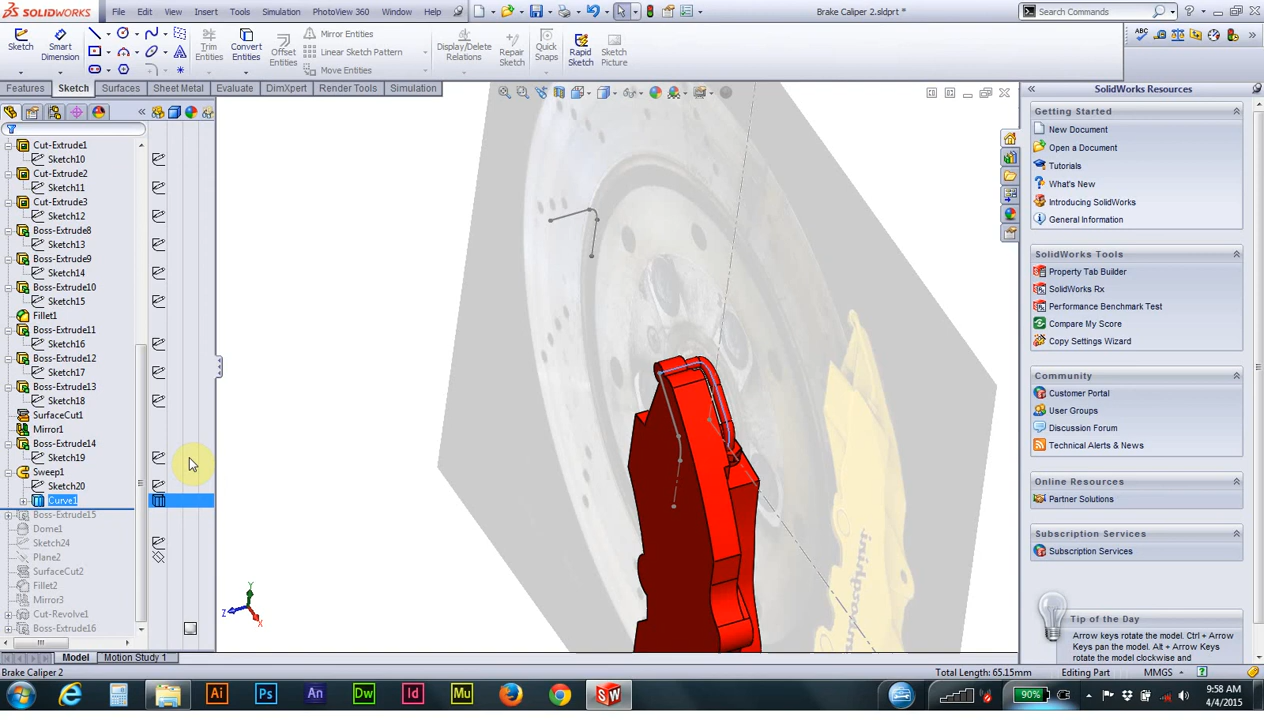 SOLIDWORKS File Edit View Insert Tools Simulation PhotoView 360 Window Help Brake Caliper 2.sldprt * Search Commands
Sketch Smart Dimension Trim Entities Convert Entities Offset Entities Mirror Entities Linear Sketch Pattern Move Entities Display/Delete Relations Repair Sketch Quick Snaps Rapid Sketch Sketch Picture
Features Sketch Surfaces Sheet Metal Evaluate DimXpert Render Tools Simulation
Cut-Extrude1
Sketch10
Cut-Extrude2
Sketch11
Cut-Extrude3
Sketch12
Boss-Extrude8
Sketch13
Boss-Extrude9
Sketch14
Boss-Extrude10
Sketch15
Fillet1
Boss-Extrude11
Sketch16
Boss-Extrude12
Sketch17
Boss-Extrude13
Sketch18
SurfaceCut1
Mirror1
Boss-Extrude14
Sketch19
Sweep1
Sketch20
Curve1
Boss-Extrude15
Dome1
Sketch24
Plane2
SurfaceCut2
Fillet2
Mirror3
Cut-Revolve1
Boss-Extrude16
Y
Z
X
SolidWorks Resources
Getting Started
New Document
Open a Document
Tutorials
What's New
Introducing SolidWorks
General Information
SolidWorks Tools
Property Tab Builder
SolidWorks Rx
Performance Benchmark Test
Compare My Score
Copy Settings Wizard
Community
Customer Portal
User Groups
Discussion Forum
Technical Alerts & News
Online Resources
Partner Solutions
Subscription Services
Subscription Services
Tip of the Day
Arrow keys rotate the model. Ctrl + Arrow
Keys pan the model. Alt + Arrow Keys
rotate the model clockwise and
Model Motion Study 1
Brake Caliper 2 Total Length: 65.15mm Editing Part MMGS
Ai Ps An Dw Id Mu SW 90% 9:58 AM
4/4/2015